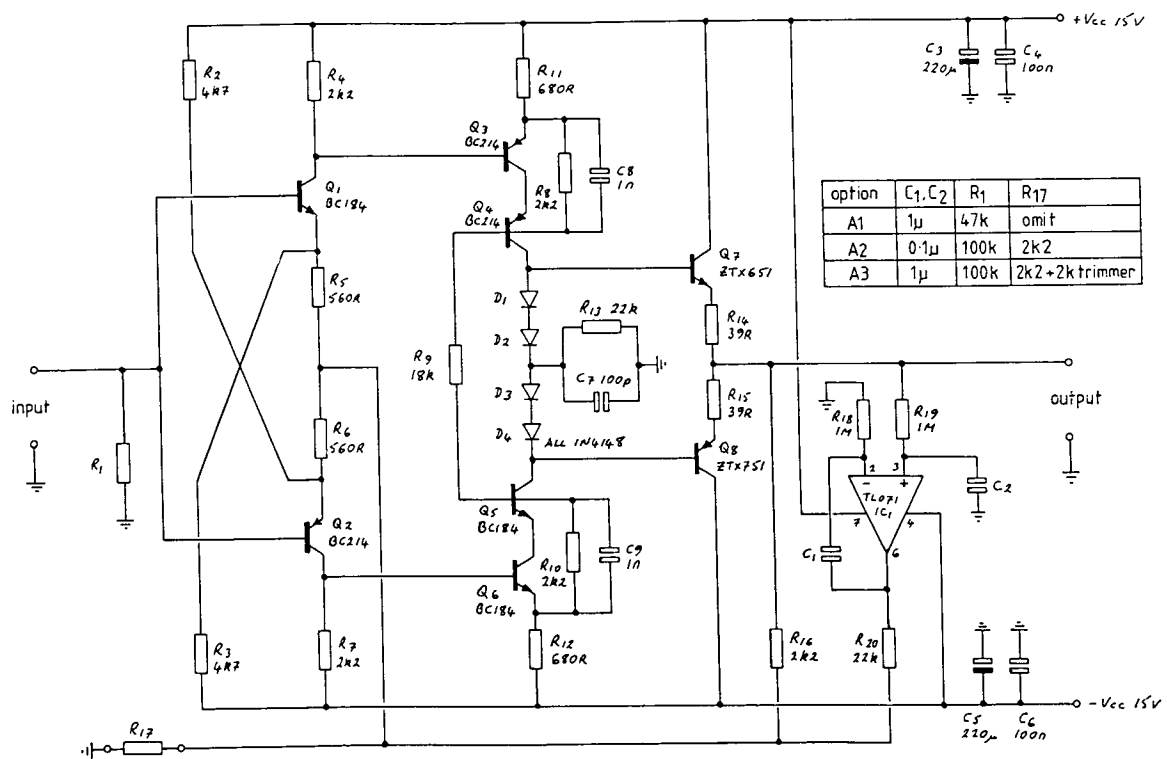 +Vcc 15V
R2
4k7
R4
2k2
R11
680R
C3
220μ
C4
100n
Q3
BC214
Q1
BC184
R8
2k2
C8
1n
Q4
BC214
option C1,C2 R1 R17
A1 1μ 47k omit
A2 0·1μ 100k 2k2
A3 1μ 100k 2k2+2k trimmer
Q7
ZTX651
R5
560R
D1
D2
R13 22k
R14
39R
R9
18k
C7 100p
D3
D4
ALL 1N4148
R15
39R
input
output
R6
560R
R1
Q8
ZTX751
R18
1M
R19
1M
2 3
- +
TL071
IC1
7 4
6
C1
C2
Q2
BC214
Q5
BC184
R10
2k2
C9
1n
Q6
BC184
R3
4k7
R7
2k2
R12
680R
R16
2k2
R20
22k
-Vcc 15V
C5
220μ
C6
100n
R17